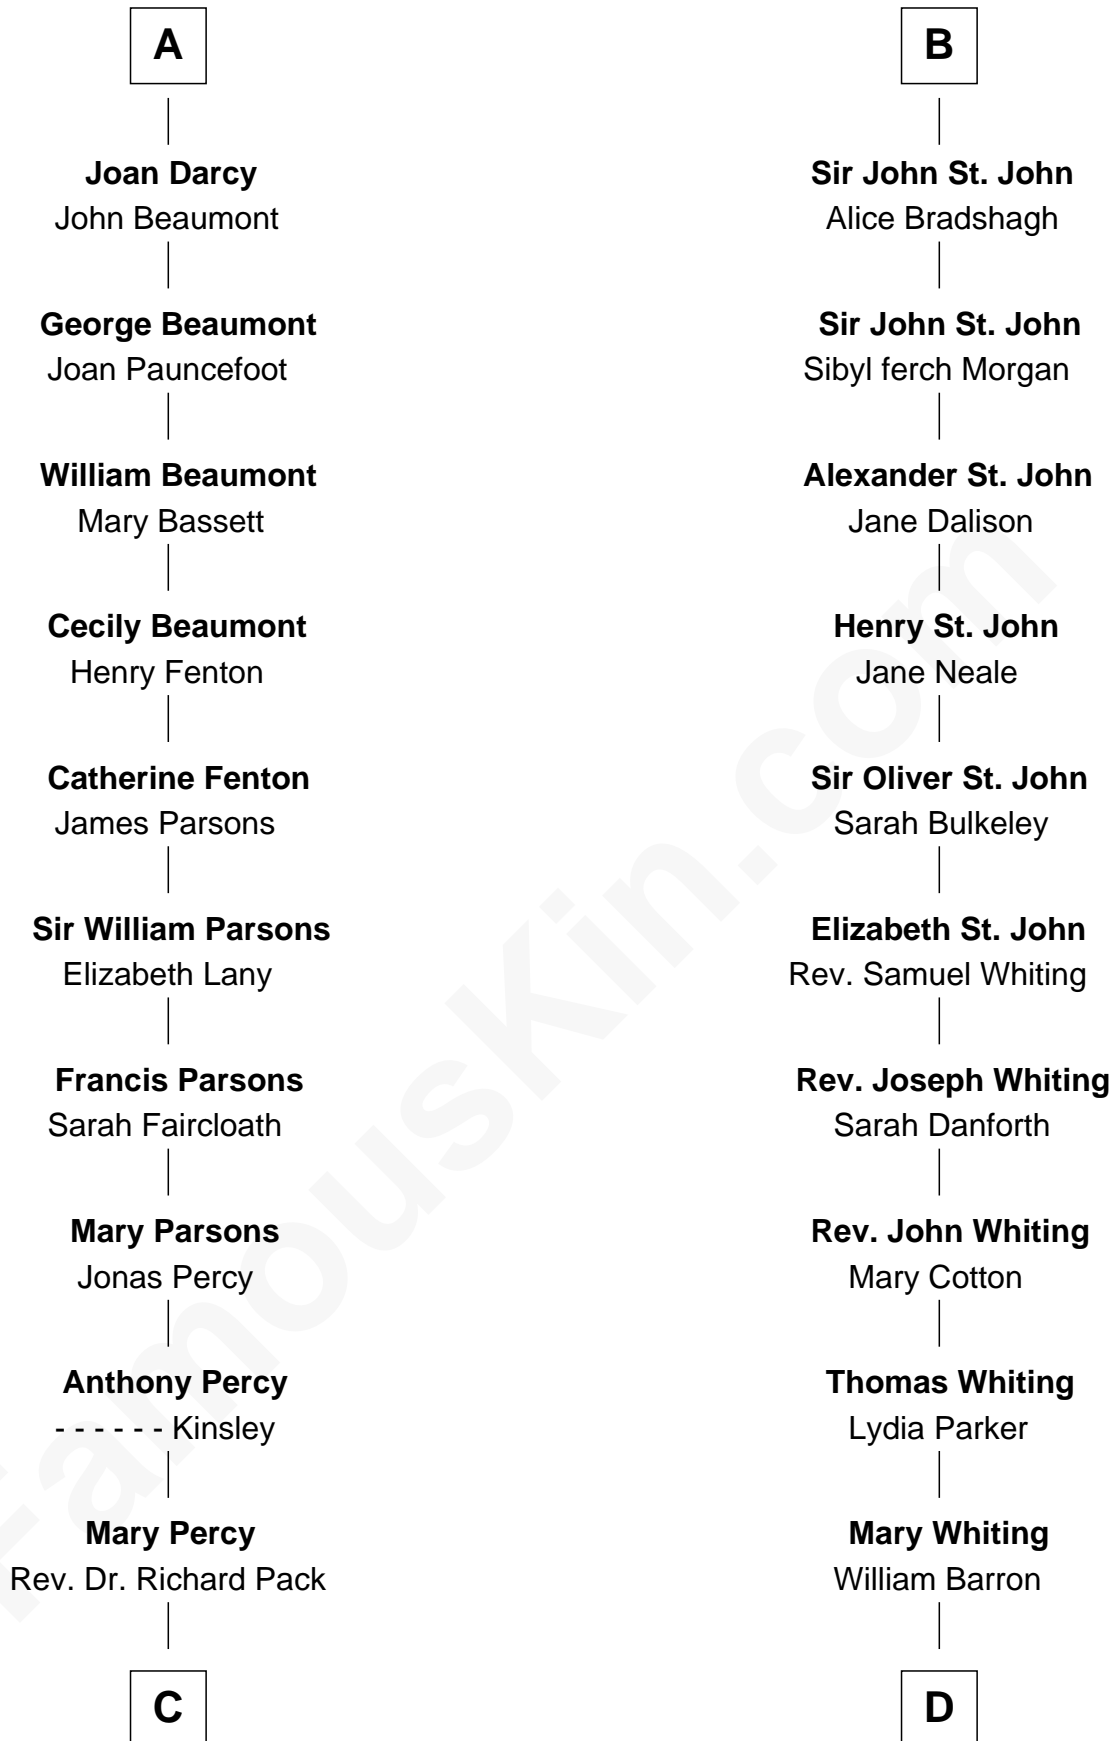 A
Joan Darcy
John Beaumont
George Beaumont
Joan Pauncefoot
William Beaumont
Mary Bassett
Cecily Beaumont
Henry Fenton
Catherine Fenton
James Parsons
Sir William Parsons
Elizabeth Lany
Francis Parsons
Sarah Faircloath
Mary Parsons
Jonas Percy
Anthony Percy
- - - - - - Kinsley
Mary Percy
Rev. Dr. Richard Pack
C
B
Sir John St. John
Alice Bradshagh
Sir John St. John
Sibyl ferch Morgan
Alexander St. John
Jane Dalison
Henry St. John
Jane Neale
Sir Oliver St. John
Sarah Bulkeley
Elizabeth St. John
Rev. Samuel Whiting
Rev. Joseph Whiting
Sarah Danforth
Rev. John Whiting
Mary Cotton
Thomas Whiting
Lydia Parker
Mary Whiting
William Barron
D
FamousKin.com